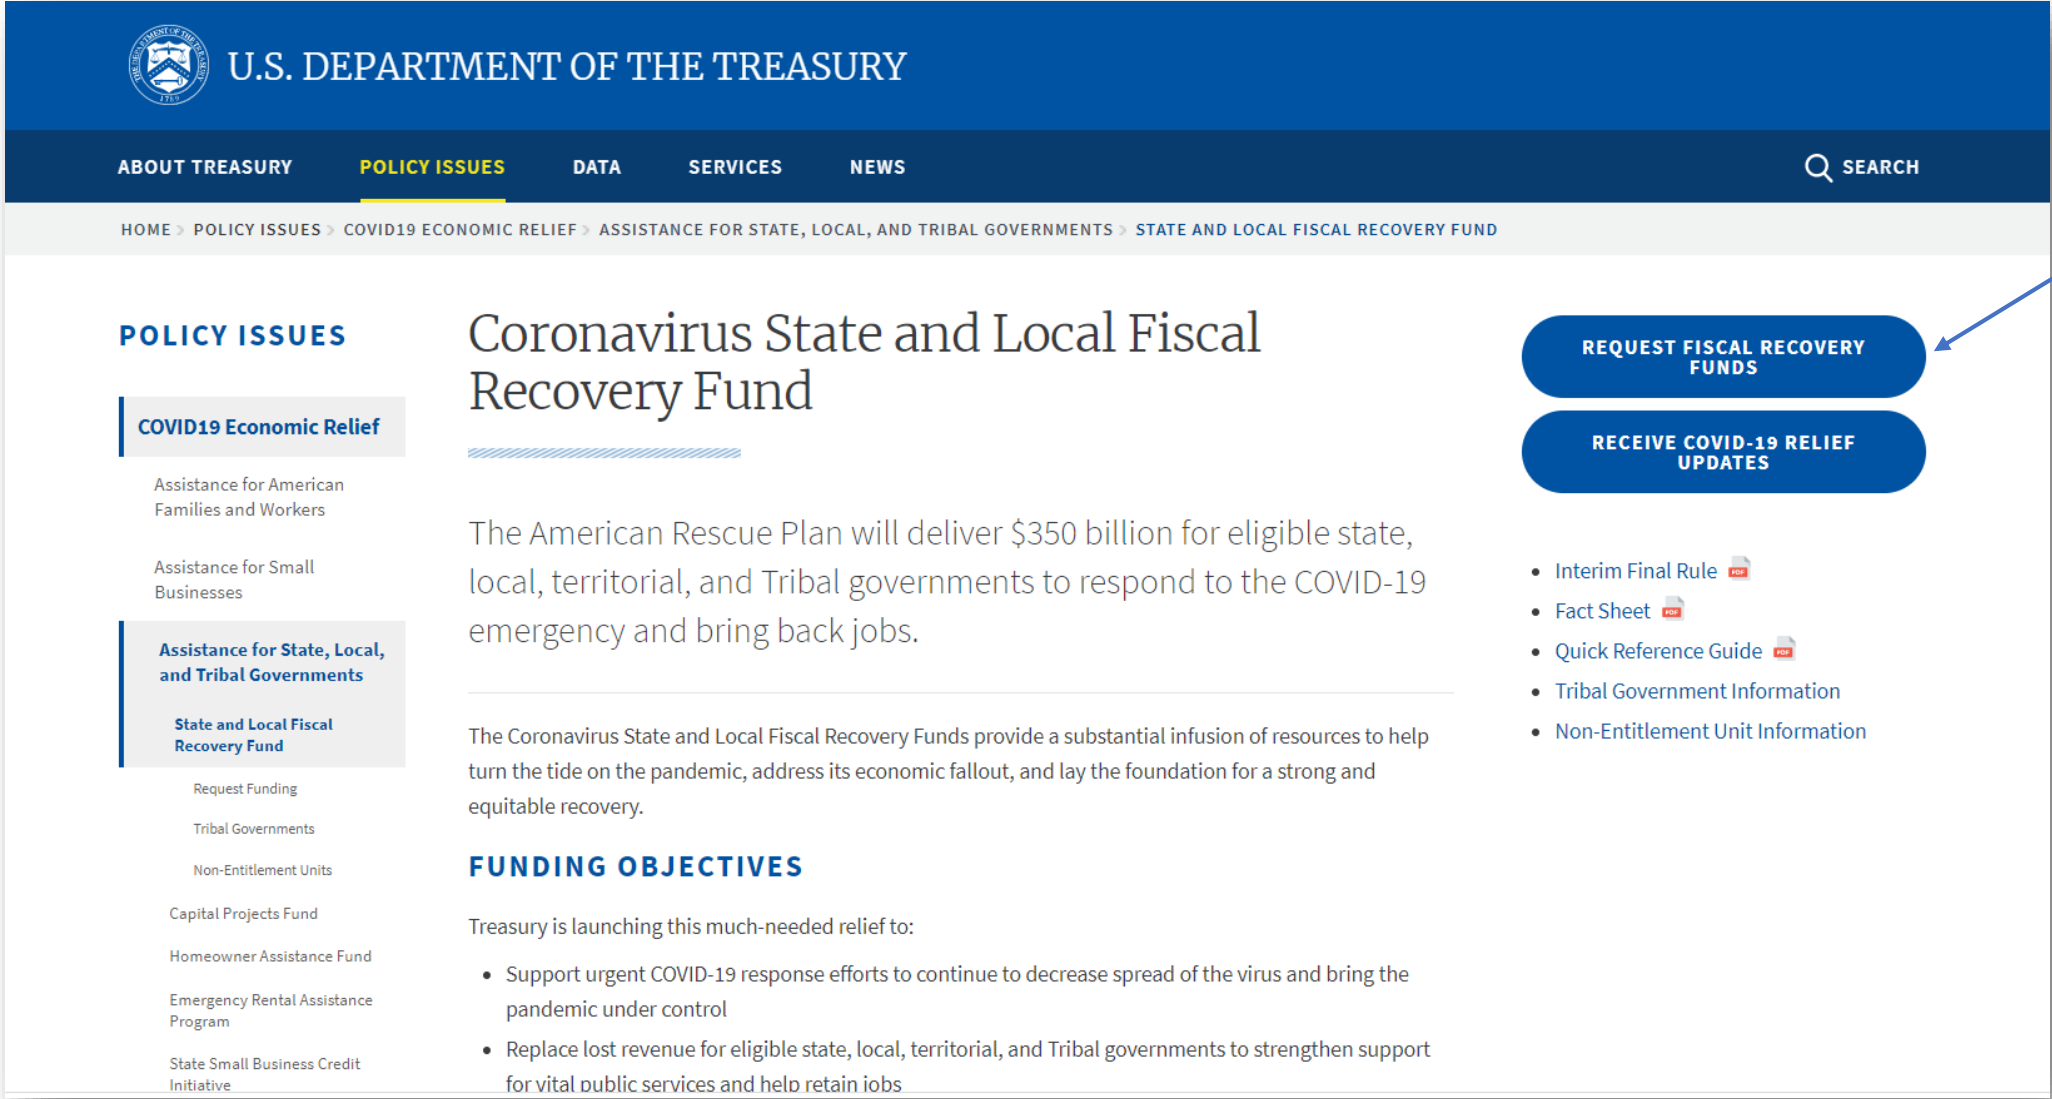 U.S. DEPARTMENT OF THE TREASURY
ABOUT TREASURY POLICY ISSUES DATA SERVICES NEWS SEARCH
HOME > POLICY ISSUES > COVID19 ECONOMIC RELIEF > ASSISTANCE FOR STATE, LOCAL, AND TRIBAL GOVERNMENTS > STATE AND LOCAL FISCAL RECOVERY FUND
POLICY ISSUES
COVID19 Economic Relief
Assistance for American
Families and Workers
Assistance for Small
Businesses
Assistance for State, Local,
and Tribal Governments
State and Local Fiscal
Recovery Fund
Request Funding
Tribal Governments
Non-Entitlement Units
Capital Projects Fund
Homeowner Assistance Fund
Emergency Rental Assistance
Program
State Small Business Credit
Initiative
Coronavirus State and Local Fiscal
Recovery Fund
The American Rescue Plan will deliver $350 billion for eligible state,
local, territorial, and Tribal governments to respond to the COVID-19
emergency and bring back jobs.
The Coronavirus State and Local Fiscal Recovery Funds provide a substantial infusion of resources to help
turn the tide on the pandemic, address its economic fallout, and lay the foundation for a strong and
equitable recovery.
FUNDING OBJECTIVES
Treasury is launching this much-needed relief to:
• Support urgent COVID-19 response efforts to continue to decrease spread of the virus and bring the
pandemic under control
• Replace lost revenue for eligible state, local, territorial, and Tribal governments to strengthen support
for vital public services and help retain jobs
REQUEST FISCAL RECOVERY
FUNDS
RECEIVE COVID-19 RELIEF
UPDATES
• Interim Final Rule PDF
• Fact Sheet PDF
• Quick Reference Guide PDF
• Tribal Government Information
• Non-Entitlement Unit Information